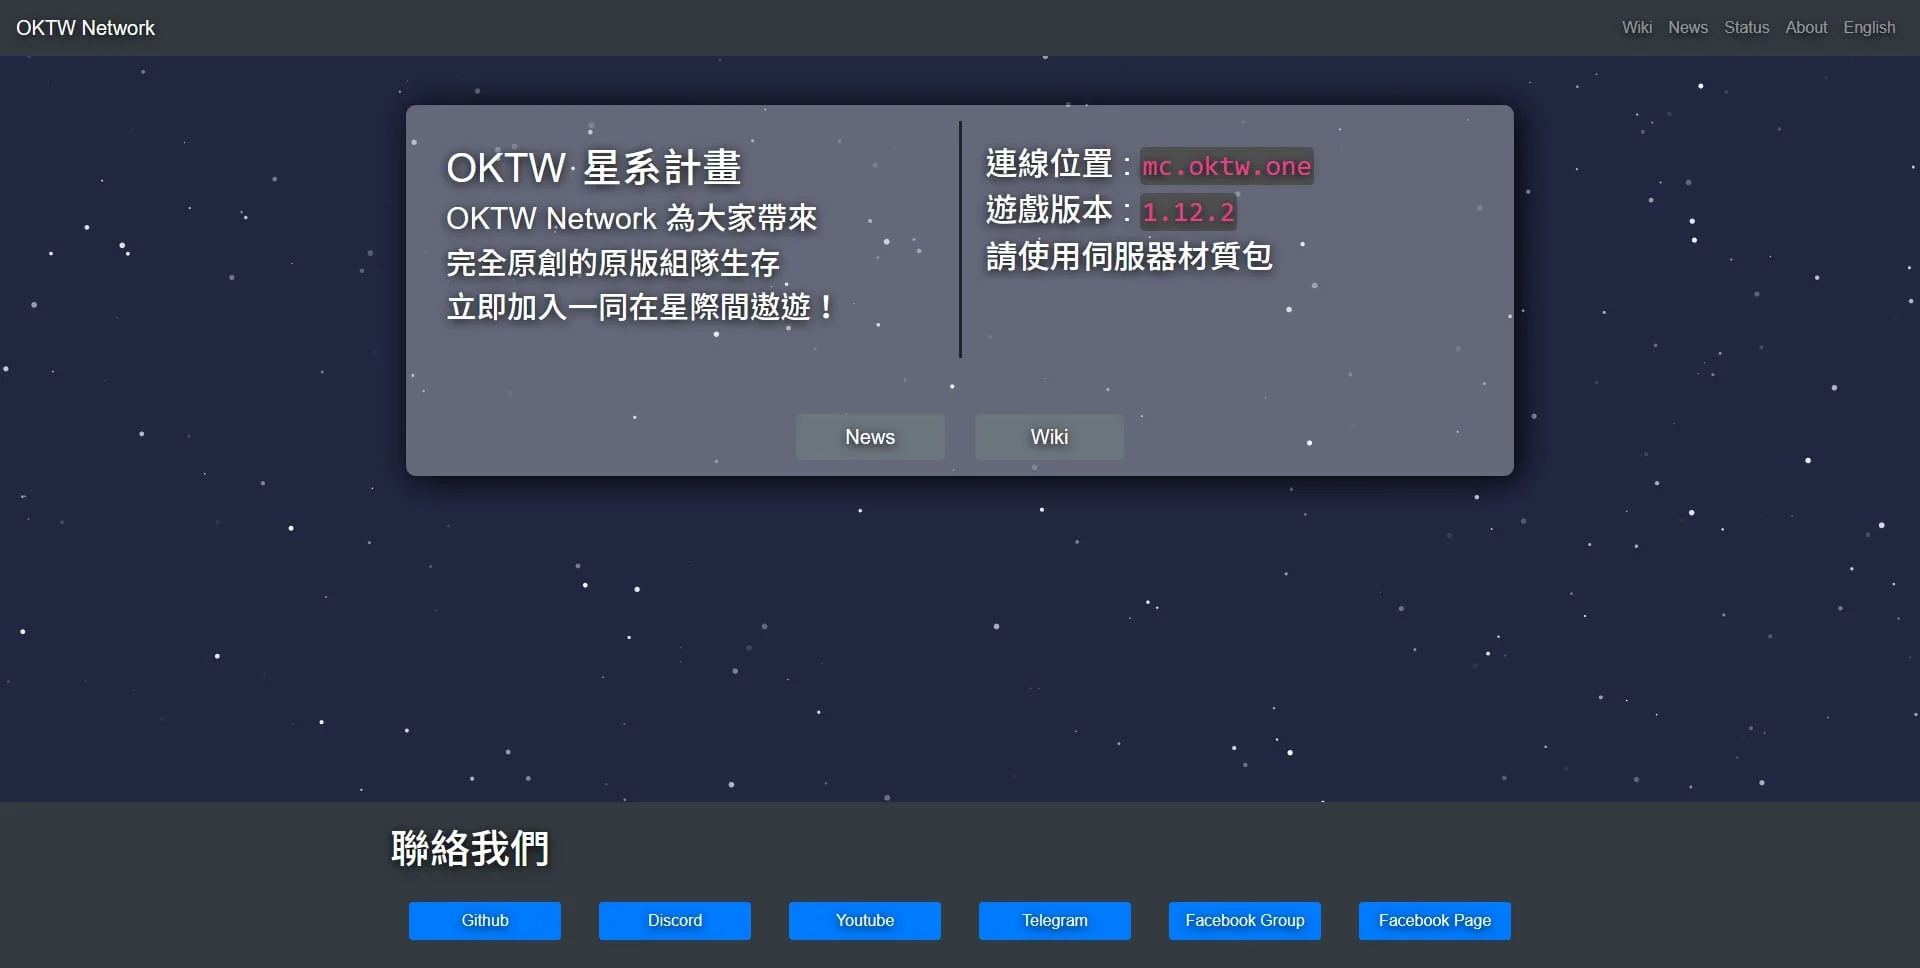 OKTW Network
Wiki News Status About English
OKTW 星系計畫
OKTW Network 為大家帶來
完全原創的原版組隊生存
立即加入一同在星際間遨遊！
連線位置：mc.oktw.one
遊戲版本：1.12.2
請使用伺服器材質包
News
Wiki
聯絡我們
Github
Discord
Youtube
Telegram
Facebook Group
Facebook Page